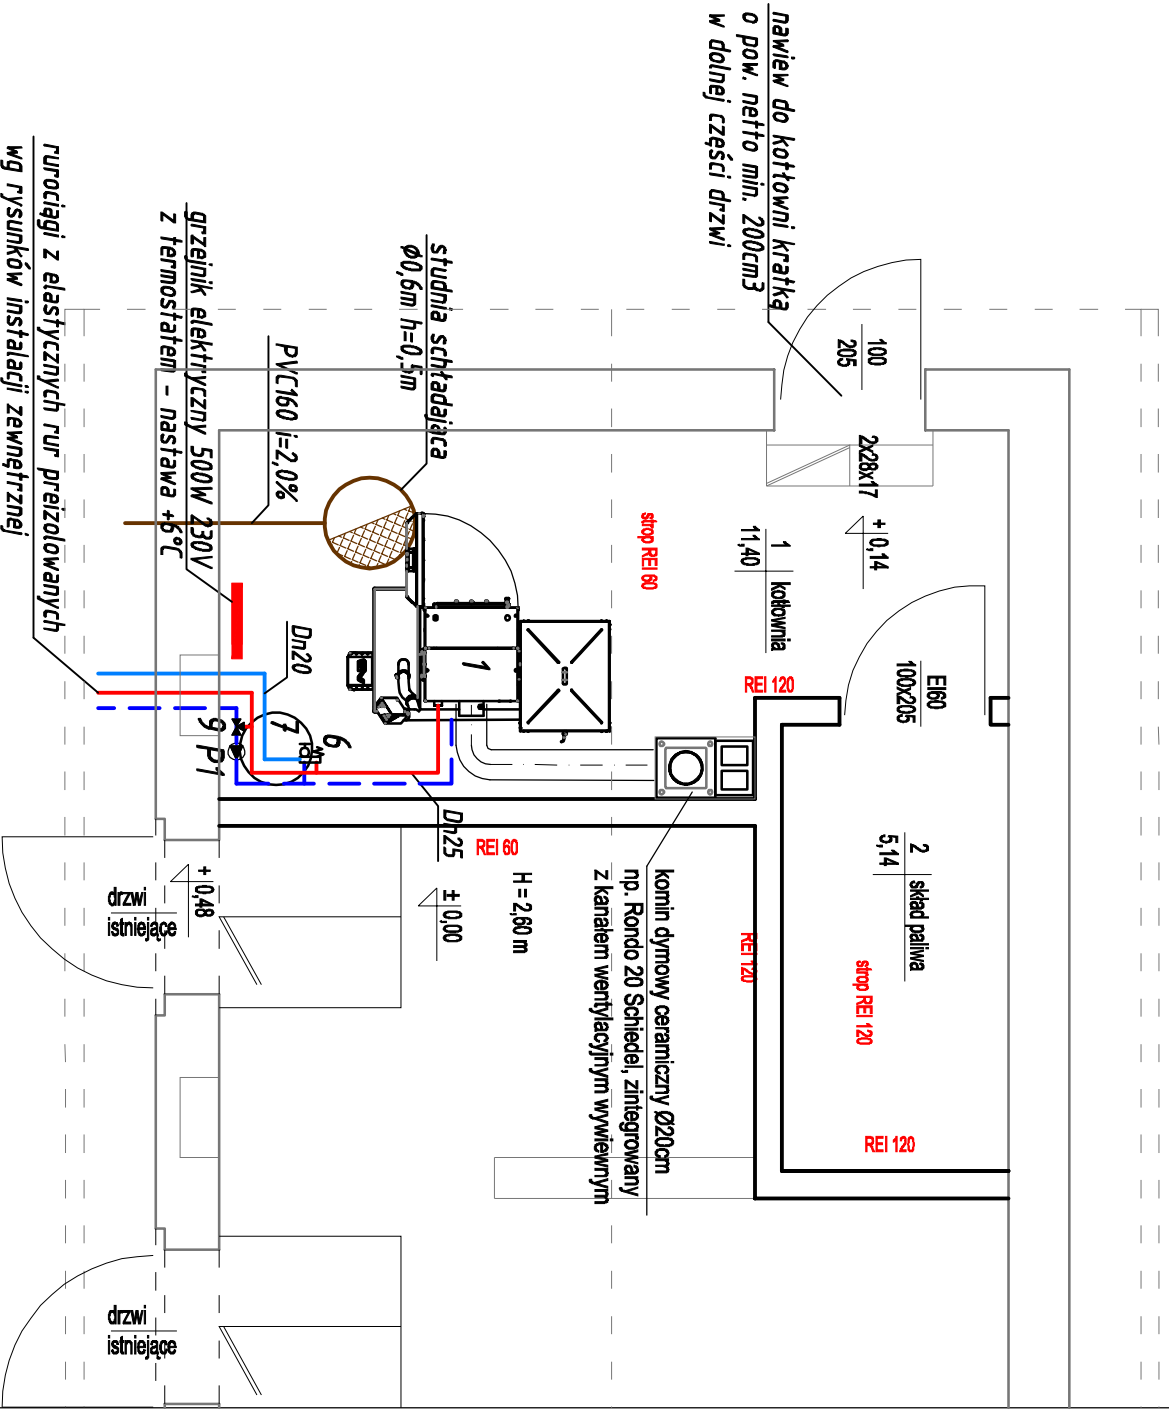 nawiew do kotłowni kratką
o pow. netto min. 200cm3
w dolnej części drzwi
100
205
2x28x17
+ 0,14
1
kotłownia
11,40
strop REI 60
REI 120
EI60
100x205
2
skład paliwa
5,14
strop REI 120
REI 120
REI 120
studnia schładająca
Ø0,6m h=0,5m
PVC160 i=2,0%
grzejnik elektryczny 500W 230V
z termostatem - nastawa +6°C
rurociągi z elastycznych rur preizolowanych
wg rysunków instalacji zewnętrznej
Dn20
1
6
7
9
P1
Dn25
REI 60
H = 2,60 m
± 0,00
+ 0,48
komin dymowy ceramiczny Ø20cm
np. Rondo 20 Schiedel, zintegrowany
z kanałem wentylacyjnym wywiewnym
drzwi
istniejące
drzwi
istniejące